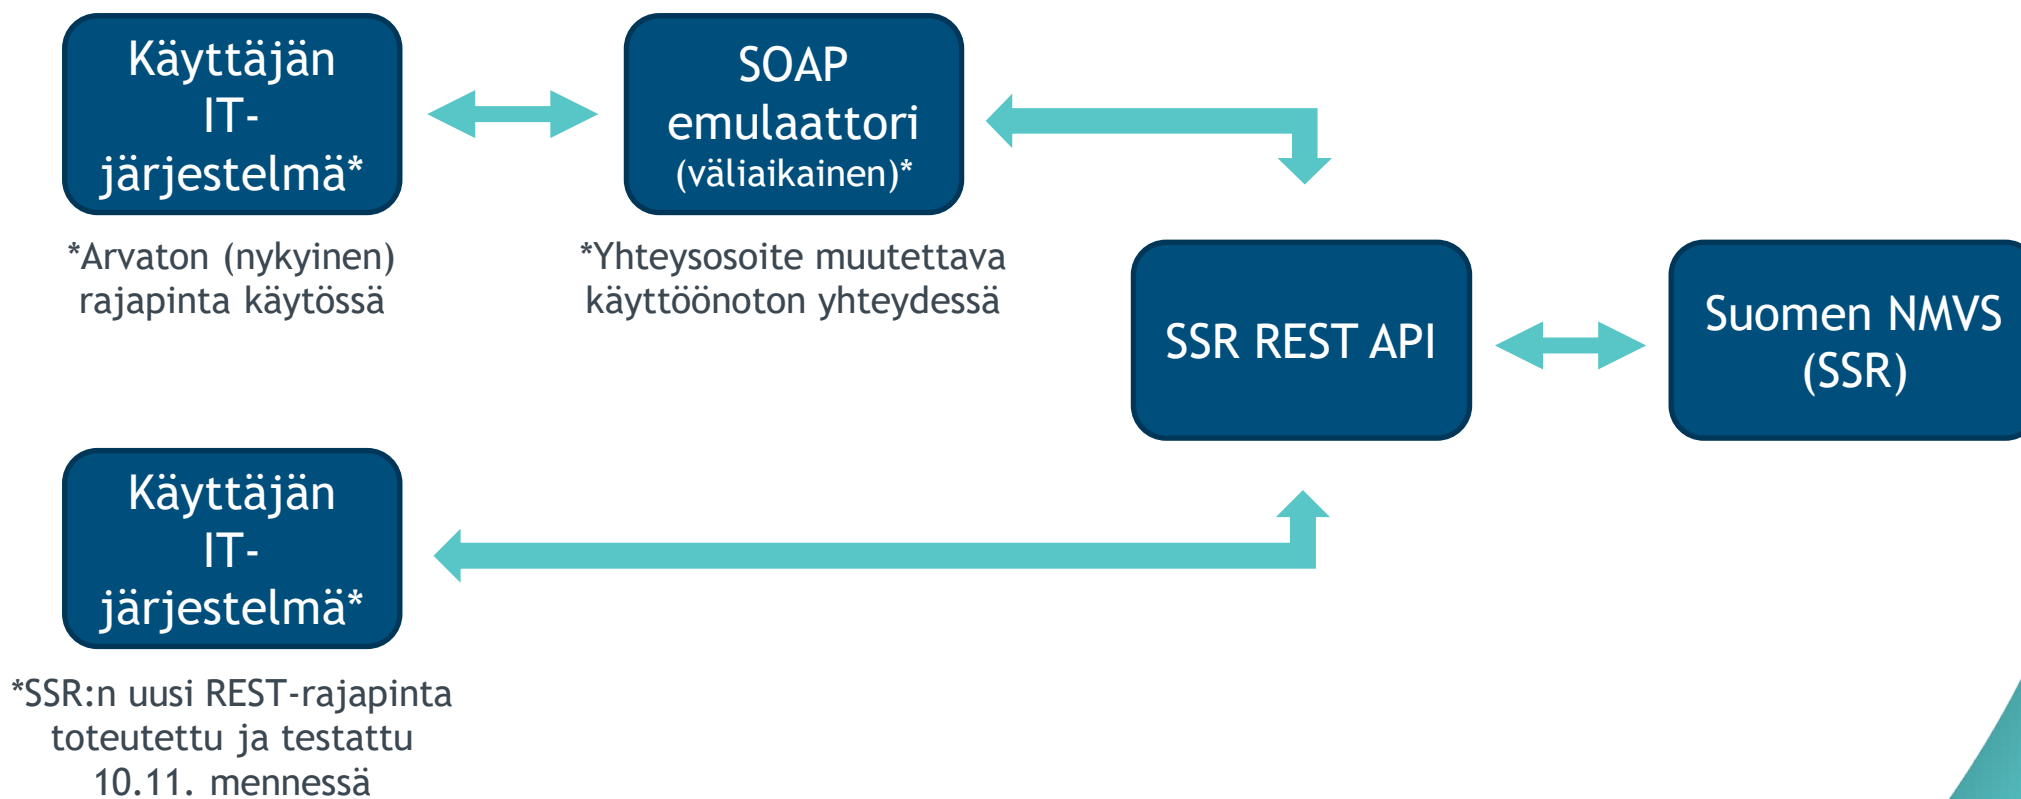 Käyttäjän
IT-
järjestelmä*
SOAP
emulaattori
(väliaikainen)*
*Arvaton (nykyinen)
rajapinta käytössä
*Yhteysosoite muutettava
käyttöönoton yhteydessä
SSR REST API
Suomen NMVS
(SSR)
Käyttäjän
IT-
järjestelmä*
*SSR:n uusi REST-rajapinta
toteutettu ja testattu
10.11. mennessä